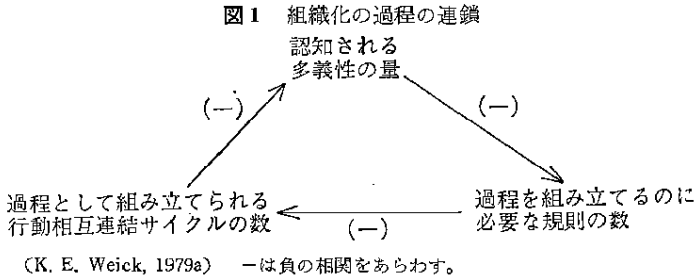 図1 組織化の過程の連鎖
認知される
多義性の量
(—)
(—)
過程として組み立てられる
行動相互連結サイクルの数
過程を組み立てるのに
必要な規則の数
(—)
(K. E. Weick, 1979a) －は負の相関をあらわす。